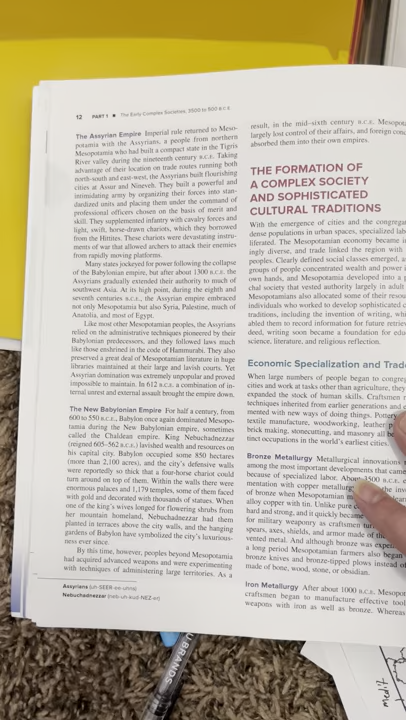 12 PART 1 ■ The Early Complex Societies, 3500 to 500 B.C.E.
The Assyrian Empire Imperial rule returned to Meso-
potamia with the Assyrians, a people from northern
Mesopotamia who had built a compact state in the Tigris
River valley during the nineteenth century B.C.E. Taking
advantage of their location on trade routes running both
north-south and east-west, the Assyrians built flourishing
cities at Assur and Nineveh. They built a powerful and
intimidating army by organizing their forces into stan-
dardized units and placing them under the command of
professional officers chosen on the basis of merit and
skill. They supplemented infantry with cavalry forces and
light, swift, horse-drawn chariots, which they borrowed
from the Hittites. These chariots were devastating instru-
ments of war that allowed archers to attack their enemies
from rapidly moving platforms.
Many states jockeyed for power following the collapse
of the Babylonian empire, but after about 1300 B.C.E. the
Assyrians gradually extended their authority to much of
southwest Asia. At its high point, during the eighth and
seventh centuries B.C.E., the Assyrian empire embraced
not only Mesopotamia but also Syria, Palestine, much of
Anatolia, and most of Egypt.
Like most other Mesopotamian peoples, the Assyrians
relied on the administrative techniques pioneered by their
Babylonian predecessors, and they followed laws much
like those enshrined in the code of Hammurabi. They also
preserved a great deal of Mesopotamian literature in huge
libraries maintained at their large and lavish courts. Yet
Assyrian domination was extremely unpopular and proved
impossible to maintain. In 612 B.C.E. a combination of in-
ternal unrest and external assault brought the empire down.
The New Babylonian Empire For half a century, from
600 to 550 B.C.E., Babylon once again dominated Mesopo-
tamia during the New Babylonian empire, sometimes
called the Chaldean empire. King Nebuchadnezzar
(reigned 605–562 B.C.E.) lavished wealth and resources on
his capital city. Babylon occupied some 850 hectares
(more than 2,100 acres), and the city's defensive walls
were reportedly so thick that a four-horse chariot could
turn around on top of them. Within the walls there were
enormous palaces and 1,179 temples, some of them faced
with gold and decorated with thousands of statues. When
one of the king's wives longed for flowering shrubs from
her mountain homeland, Nebuchadnezzar had them
planted in terraces above the city walls, and the hanging
gardens of Babylon have symbolized the city's luxurious-
ness ever since.
By this time, however, peoples beyond Mesopotamia
had acquired advanced weapons and were experimenting
with techniques of administering large territories. As a
Assyrians (uh-SEER-ee-uhns)
Nebuchadnezzar (neb-uh-kud-NEZ-er)
result, in the mid-sixth century B.C.E. Mesopo
largely lost control of their affairs, and foreign conq
absorbed them into their own empires.
THE FORMATION OF
A COMPLEX SOCIETY
AND SOPHISTICATED
CULTURAL TRADITIONS
With the emergence of cities and the congrega
dense populations in urban spaces, specialized lab
liferated. The Mesopotamian economy became i
ingly diverse, and trade linked the region with
peoples. Clearly defined social classes emerged, a
groups of people concentrated wealth and power
own hands, and Mesopotamia developed into a p
chal society that vested authority largely in adult
Mesopotamians also allocated some of their resou
individuals who worked to develop sophisticated c
traditions, including the invention of writing, wh
abled them to record information for future retrie
deed, writing soon became a foundation for edu
science, literature, and religious reflection.
Economic Specialization and Trade
When large numbers of people began to congreg
cities and work at tasks other than agriculture, they
expanded the stock of human skills. Craftsmen r
techniques inherited from earlier generations and e
mented with new ways of doing things. Pottery
textile manufacture, woodworking, leather p
brick making, stonecutting, and masonry all be
tinct occupations in the world's earliest cities.
Bronze Metallurgy Metallurgical innovations
among the most important developments that came
because of specialized labor. 3500 B.C.E.
mentation with copper metallurg the inv
of bronze when Mesopotamian
alloy copper with tin. Unlike pure
hard and strong, and it quickly became
for military weaponry as craftsmen tur
spears, axes, shields, and armor made of the
vented metal. And although bronze was expen
a long period Mesopotamian farmers also began
bronze knives and bronze-tipped plows instead of
made of bone, wood, stone, or obsidian.
Iron Metallurgy After about 1000 B.C.E. Mesopot
craftsmen began to manufacture effective tool
weapons with iron as well as bronze. Whereas
BRANDS